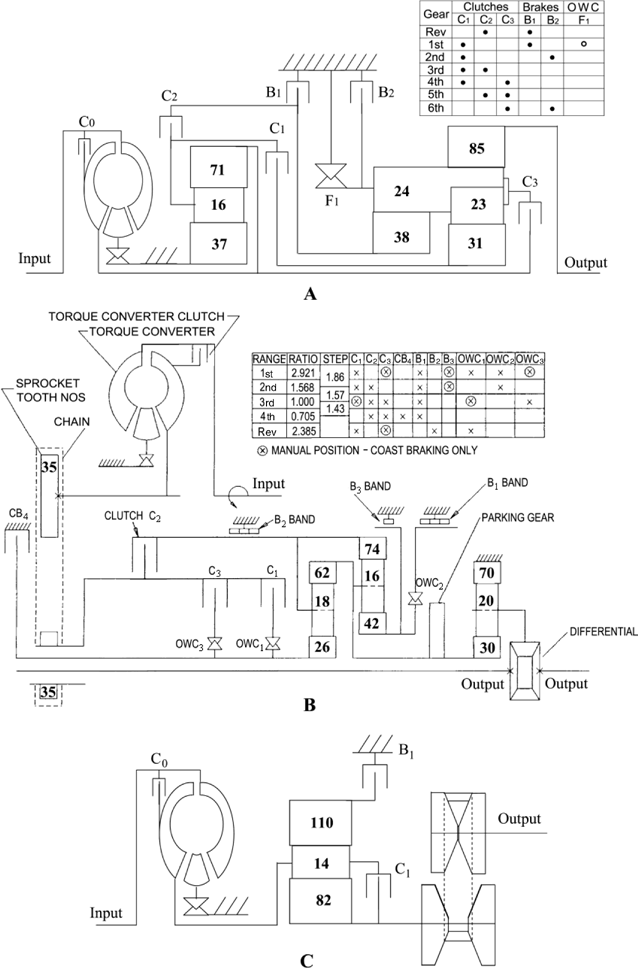 Clutches Brakes O W C
Gear C1 C2 C3 B1 B2 F1
Rev • •
1st • • o
2nd • •
3rd • •
4th • •
5th • •
6th • •
B1 B2
C2
C0 C1
85
71
C3
24
16 F1 23
37 38 31
Input Output
A
TORQUE CONVERTER CLUTCH
TORQUE CONVERTER
RANGE RATIO STEP C1 C2 C3 CB4 B1 B2 B3 OWC1 OWC2 OWC3
1st 2.921 1.86 x ⊗ x ⊗ x x ⊗
2nd 1.568 x x x ⊗ x
1.57
3rd 1.000 ⊗ x x x ⊗ x
1.43
4th 0.705 x x x x
Rev 2.385 x ⊗ x x
⊗ MANUAL POSITION - COAST BRAKING ONLY
SPROCKET
TOOTH NOS
CHAIN
35
Input
B3 BAND B1 BAND
CB4 CLUTCH C2 B2 BAND PARKING GEAR
74
C3 C1 62 16 70
OWC2
18 20
42
OWC3 OWC1 26 30 DIFFERENTIAL
Output Output
35
B
B1
C0
110
Output
14
C1
82
Input
C